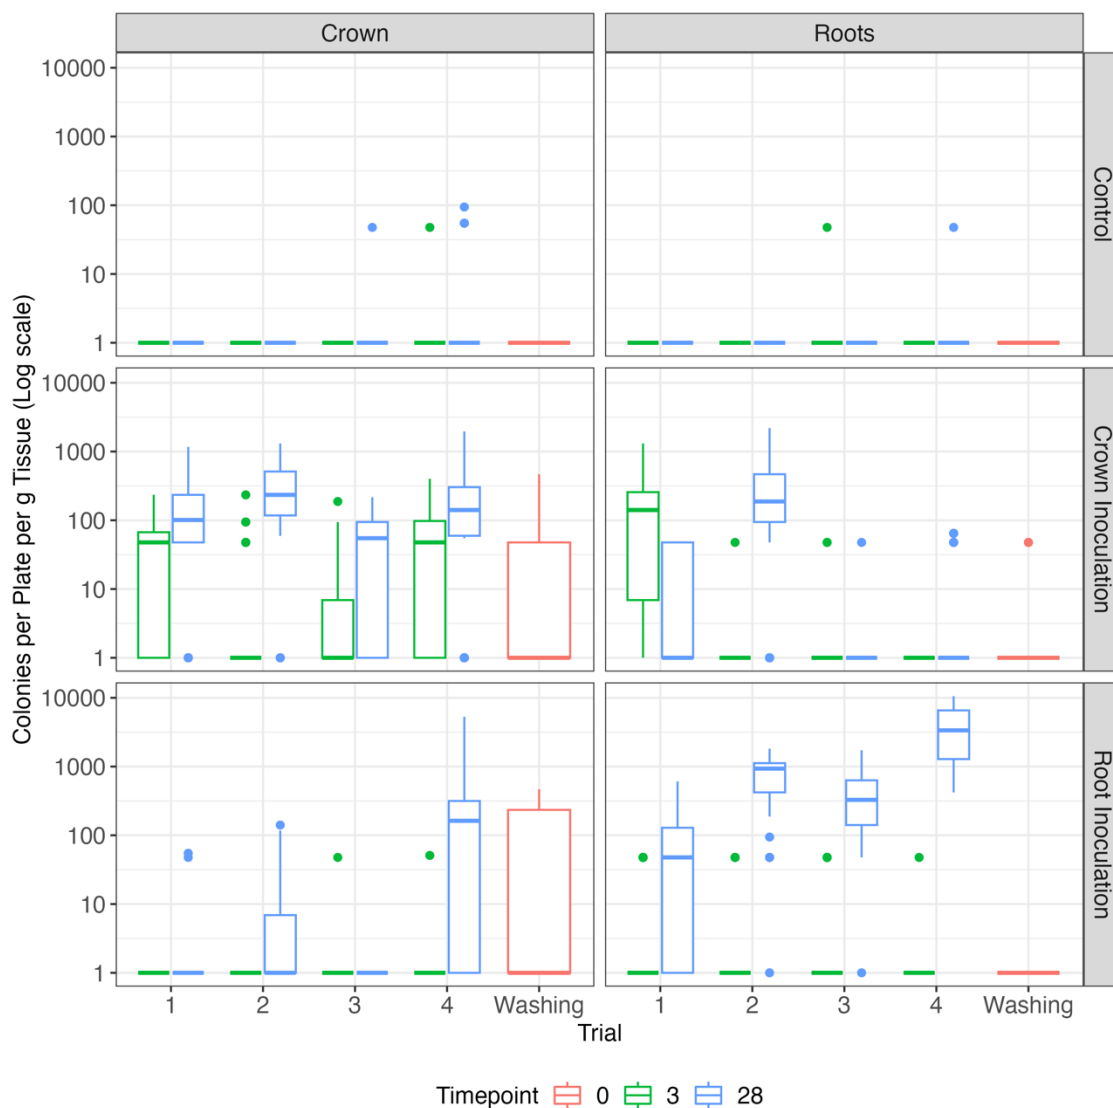 Crown Roots
Colonies per Plate per g Tissue (Log scale)
10000
1000
100
10
1
Control
10000
1000
100
10
1
Crown Inoculation
10000
1000
100
10
1
Root Inoculation
1 2 3 4 Washing 1 2 3 4 Washing
Trial
Timepoint 0 3 28